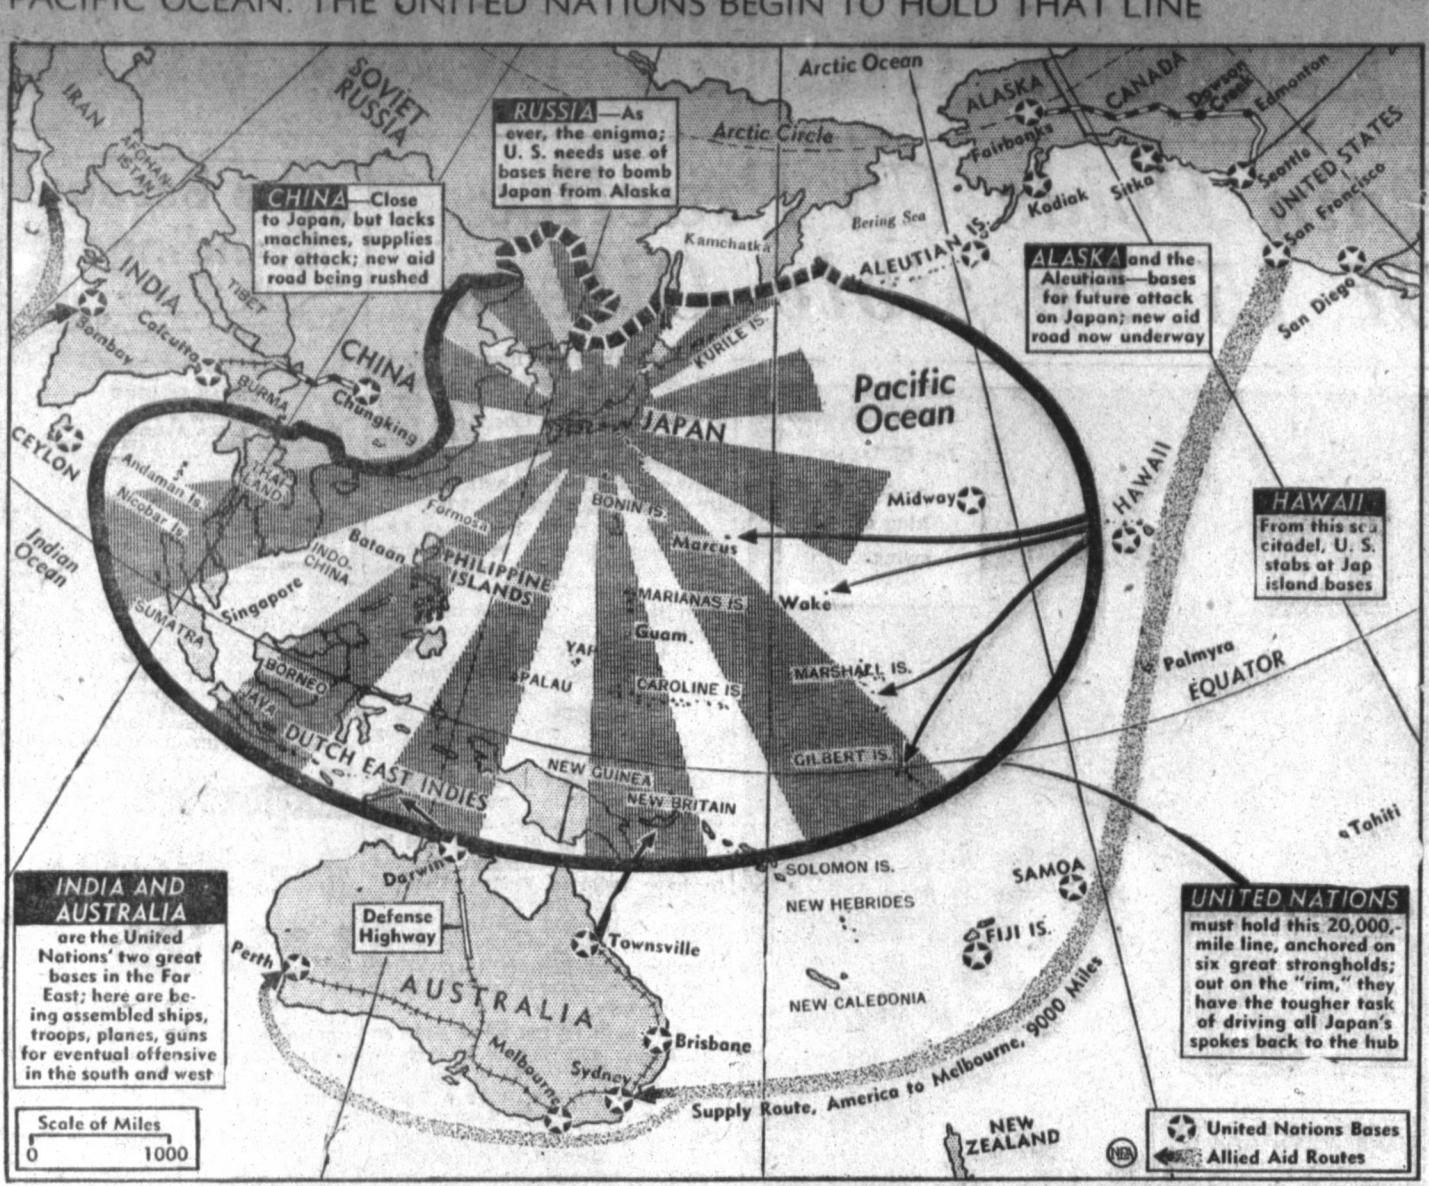 PACIFIC OCEAN: THE UNITED NATIONS BEGIN TO HOLD THAT LINE
IRAN
AFGHAN-
ISTAN
SOVIET
RUSSIA
RUSSIA—As
ever, the enigma;
U. S. needs use of
bases here to bomb
Japan from Alaska
Arctic Ocean
Arctic Circle
ALASKA
Fairbanks
CANADA
Dawson
Creek
Edmonton
Kodiak
Sitka
Seattle
UNITED STATES
San Francisco
San Diego
Bering Sea
Kamchatka
ALEUTIAN IS.
CHINA—Close
to Japan, but lacks
machines, supplies
for attack; new aid
road being rushed
ALASKA and the
Aleutians—bases
for future attack
on Japan; new aid
road now underway
INDIA
TIBET
Bombay
Calcutta
BURMA
CHINA
Chungking
CEYLON
KURILE IS.
JAPAN
Pacific
Ocean
Andaman Is.
Nicobar Is.
THAI-
LAND
Indian
Ocean
Formosa
BONIN IS.
Marcus
Midway
HAWAII
HAWAII
From this sea
citadel, U. S.
stabs at Jap
island bases
Bataan
INDO-
CHINA
PHILIPPINE
ISLANDS
Singapore
SUMATRA
MARIANAS IS.
Wake
Guam
YAP
PALAU
CAROLINE IS.
MARSHALL IS.
Palmyra
EQUATOR
BORNEO
JAVA
DUTCH EAST INDIES
GILBERT IS.
NEW GUINEA
NEW BRITAIN
Tahiti
SOLOMON IS.
SAMOA
NEW HEBRIDES
FIJI IS.
NEW CALEDONIA
INDIA AND
AUSTRALIA
are the United
Nations' two great
bases in the Far
East; here are be-
ing assembled ships,
troops, planes, guns
for eventual offensive
in the south and west
Darwin
Defense
Highway
Perth
Townsville
AUSTRALIA
Brisbane
Melbourne
Sydney
UNITED NATIONS
must hold this 20,000,-
mile line, anchored on
six great strongholds;
out on the "rim," they
have the tougher task
of driving all Japan's
spokes back to the hub
Supply Route, America to Melbourne, 9000 Miles
NEW
ZEALAND
NEA
Scale of Miles
0 1000
United Nations Bases
Allied Aid Routes